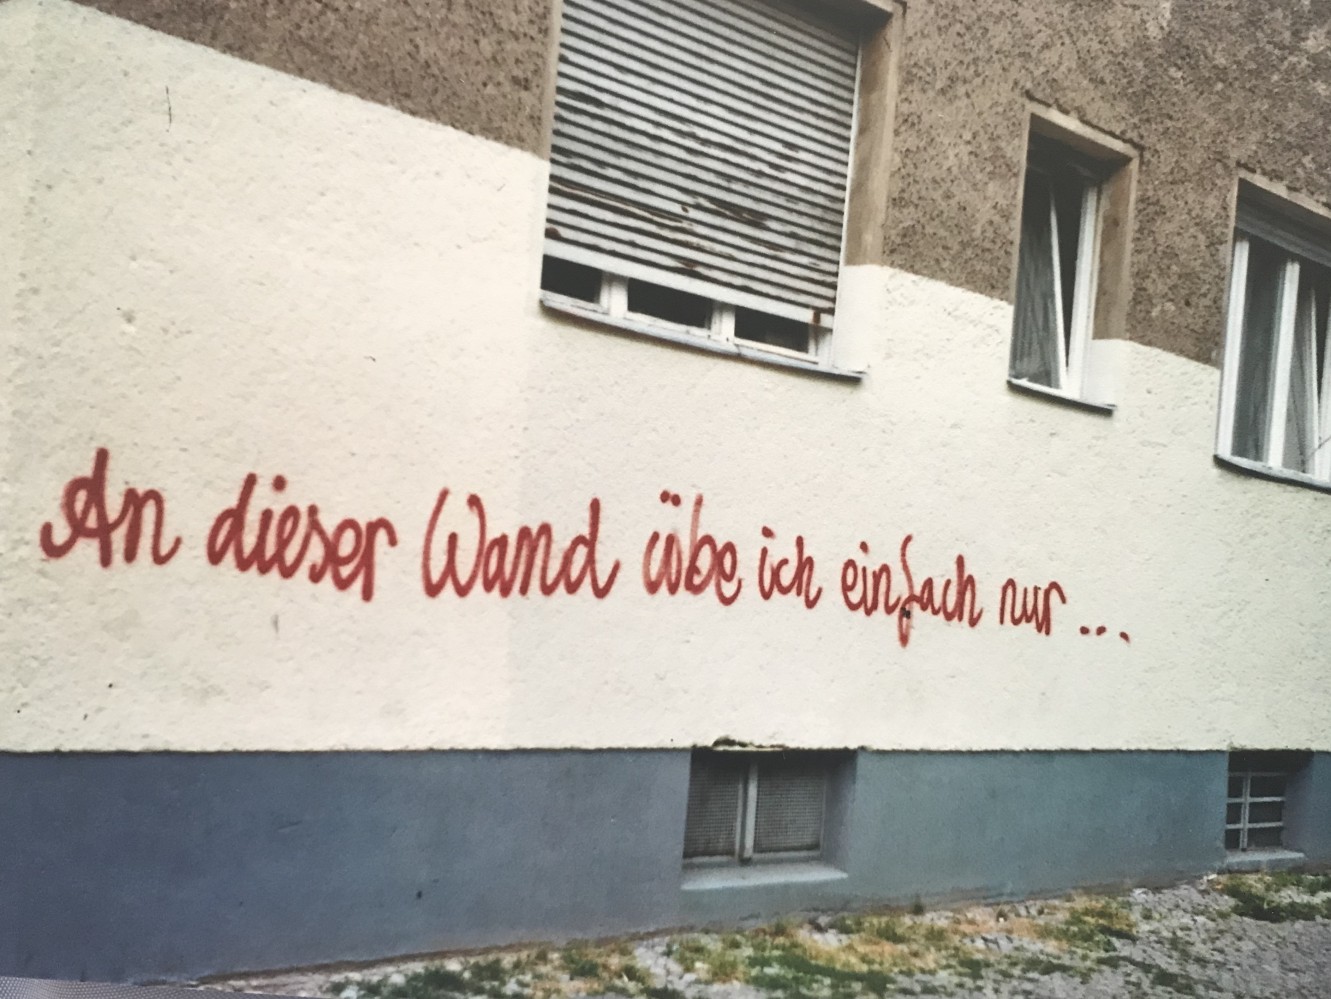 An dieser Wand übe ich einfach nur ...